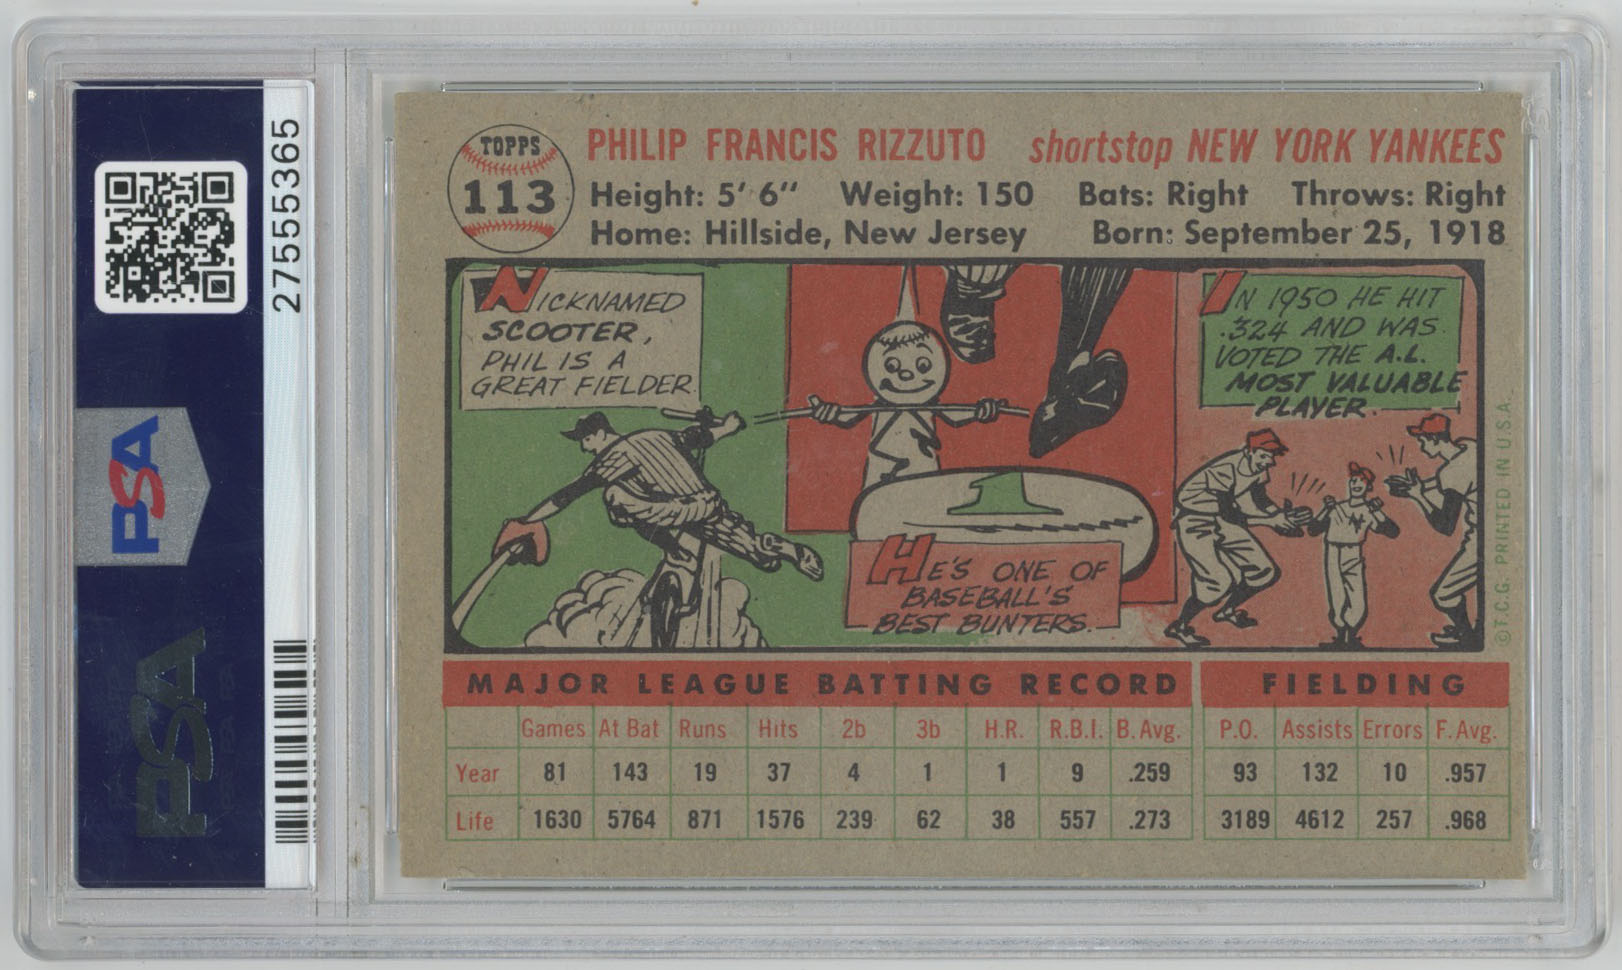 27555365
PSA
PSA
TOPPS
113
PHILIP FRANCIS RIZZUTO shortstop NEW YORK YANKEES
Height: 5' 6" Weight: 150 Bats: Right Throws: Right
Home: Hillside, New Jersey Born: September 25, 1918
NICKNAMED
SCOOTER,
PHIL IS A
GREAT FIELDER.
1
HE'S ONE OF
BASEBALL'S
BEST BUNTERS.
IN 1950 HE HIT
.324 AND WAS
VOTED THE A.L.
MOST VALUABLE
PLAYER.
NY
©T.C.G. PRINTED IN U.S.A.
MAJOR LEAGUE BATTING RECORD FIELDING
Games At Bat Runs Hits 2b 3b H.R. R.B.I. B. Avg. P.O. Assists Errors F. Avg.
Year 81 143 19 37 4 1 1 9 .259 93 132 10 .957
Life 1630 5764 871 1576 239 62 38 557 .273 3189 4612 257 .968